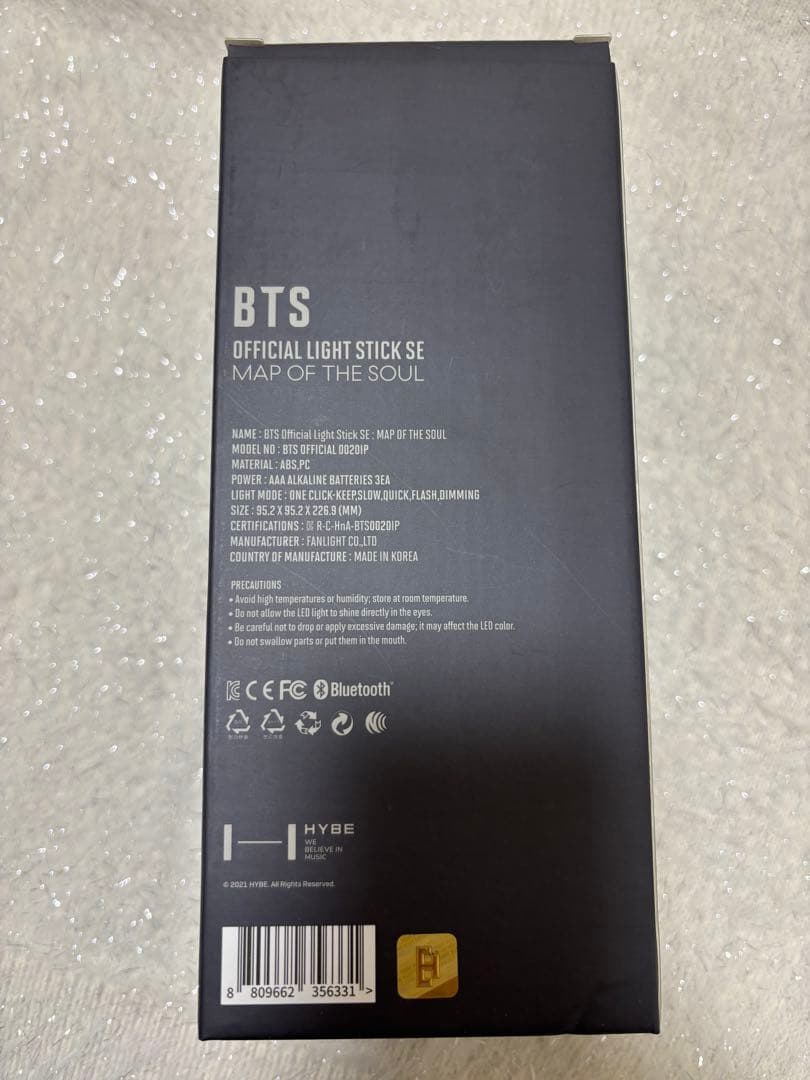 BTS
OFFICIAL LIGHT STICK SE
MAP OF THE SOUL
NAME : BTS Official Light Stick SE : MAP OF THE SOUL
MODEL NO : BTS OFFICIAL 0020IP
MATERIAL : ABS,PC
POWER : AAA ALKALINE BATTERIES 3EA
LIGHT MODE : ONE CLICK-KEEP,SLOW,QUICK,FLASH,DIMMING
SIZE : 95.2 X 95.2 X 226.9 (MM)
CERTIFICATIONS : R-C-HnA-BTS0020IP
MANUFACTURER : FANLIGHT CO.,LTD
COUNTRY OF MANUFACTURE : MADE IN KOREA
PRECAUTIONS
• Avoid high temperatures or humidity; store at room temperature.
• Do not allow the LED light to shine directly in the eyes.
• Be careful not to drop or apply excessive damage; it may affect the LED color.
• Do not swallow parts or put them in the mouth.
CE FC Bluetooth
HYBE
WE
BELIEVE IN
MUSIC
© 2021 HYBE. All Rights Reserved.
8 809662 356331 >